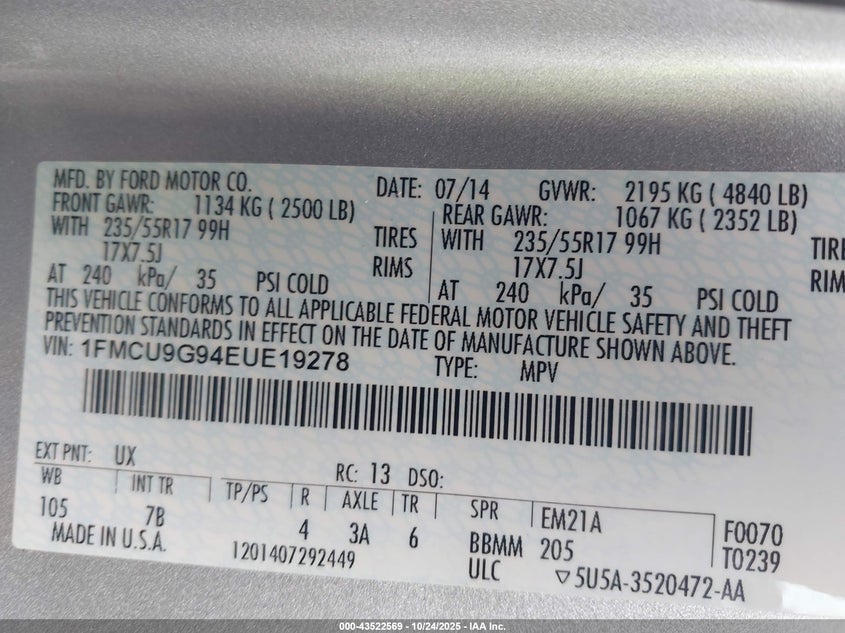 MFD. BY FORD MOTOR CO. DATE: 07/14 GVWR: 2195 KG ( 4840 LB)
FRONT GAWR: 1134 KG ( 2500 LB) REAR GAWR: 1067 KG ( 2352 LB)
WITH 235/55R17 99H TIRES WITH 235/55R17 99H TIRE
17X7.5J RIMS 17X7.5J RIM
AT 240 kPa/ 35 PSI COLD AT 240 kPa/ 35 PSI COLD
THIS VEHICLE CONFORMS TO ALL APPLICABLE FEDERAL MOTOR VEHICLE SAFETY AND THEFT
PREVENTION STANDARDS IN EFFECT ON THE DATE OF MANUFACTURE SHOWN ABOVE.
VIN: 1FMCU9G94EUE19278 TYPE: MPV
EXT PNT: UX RC: 13 DSO:
WB INT TR TP/PS R AXLE TR SPR EM21A F0070
105 7B 4 3A 6 BBMM 205 T0239
MADE IN U.S.A. 1201407292449 ULC ▽5U5A-3520472-AA
000-43522569 - 10/24/2025 - IAA Inc.